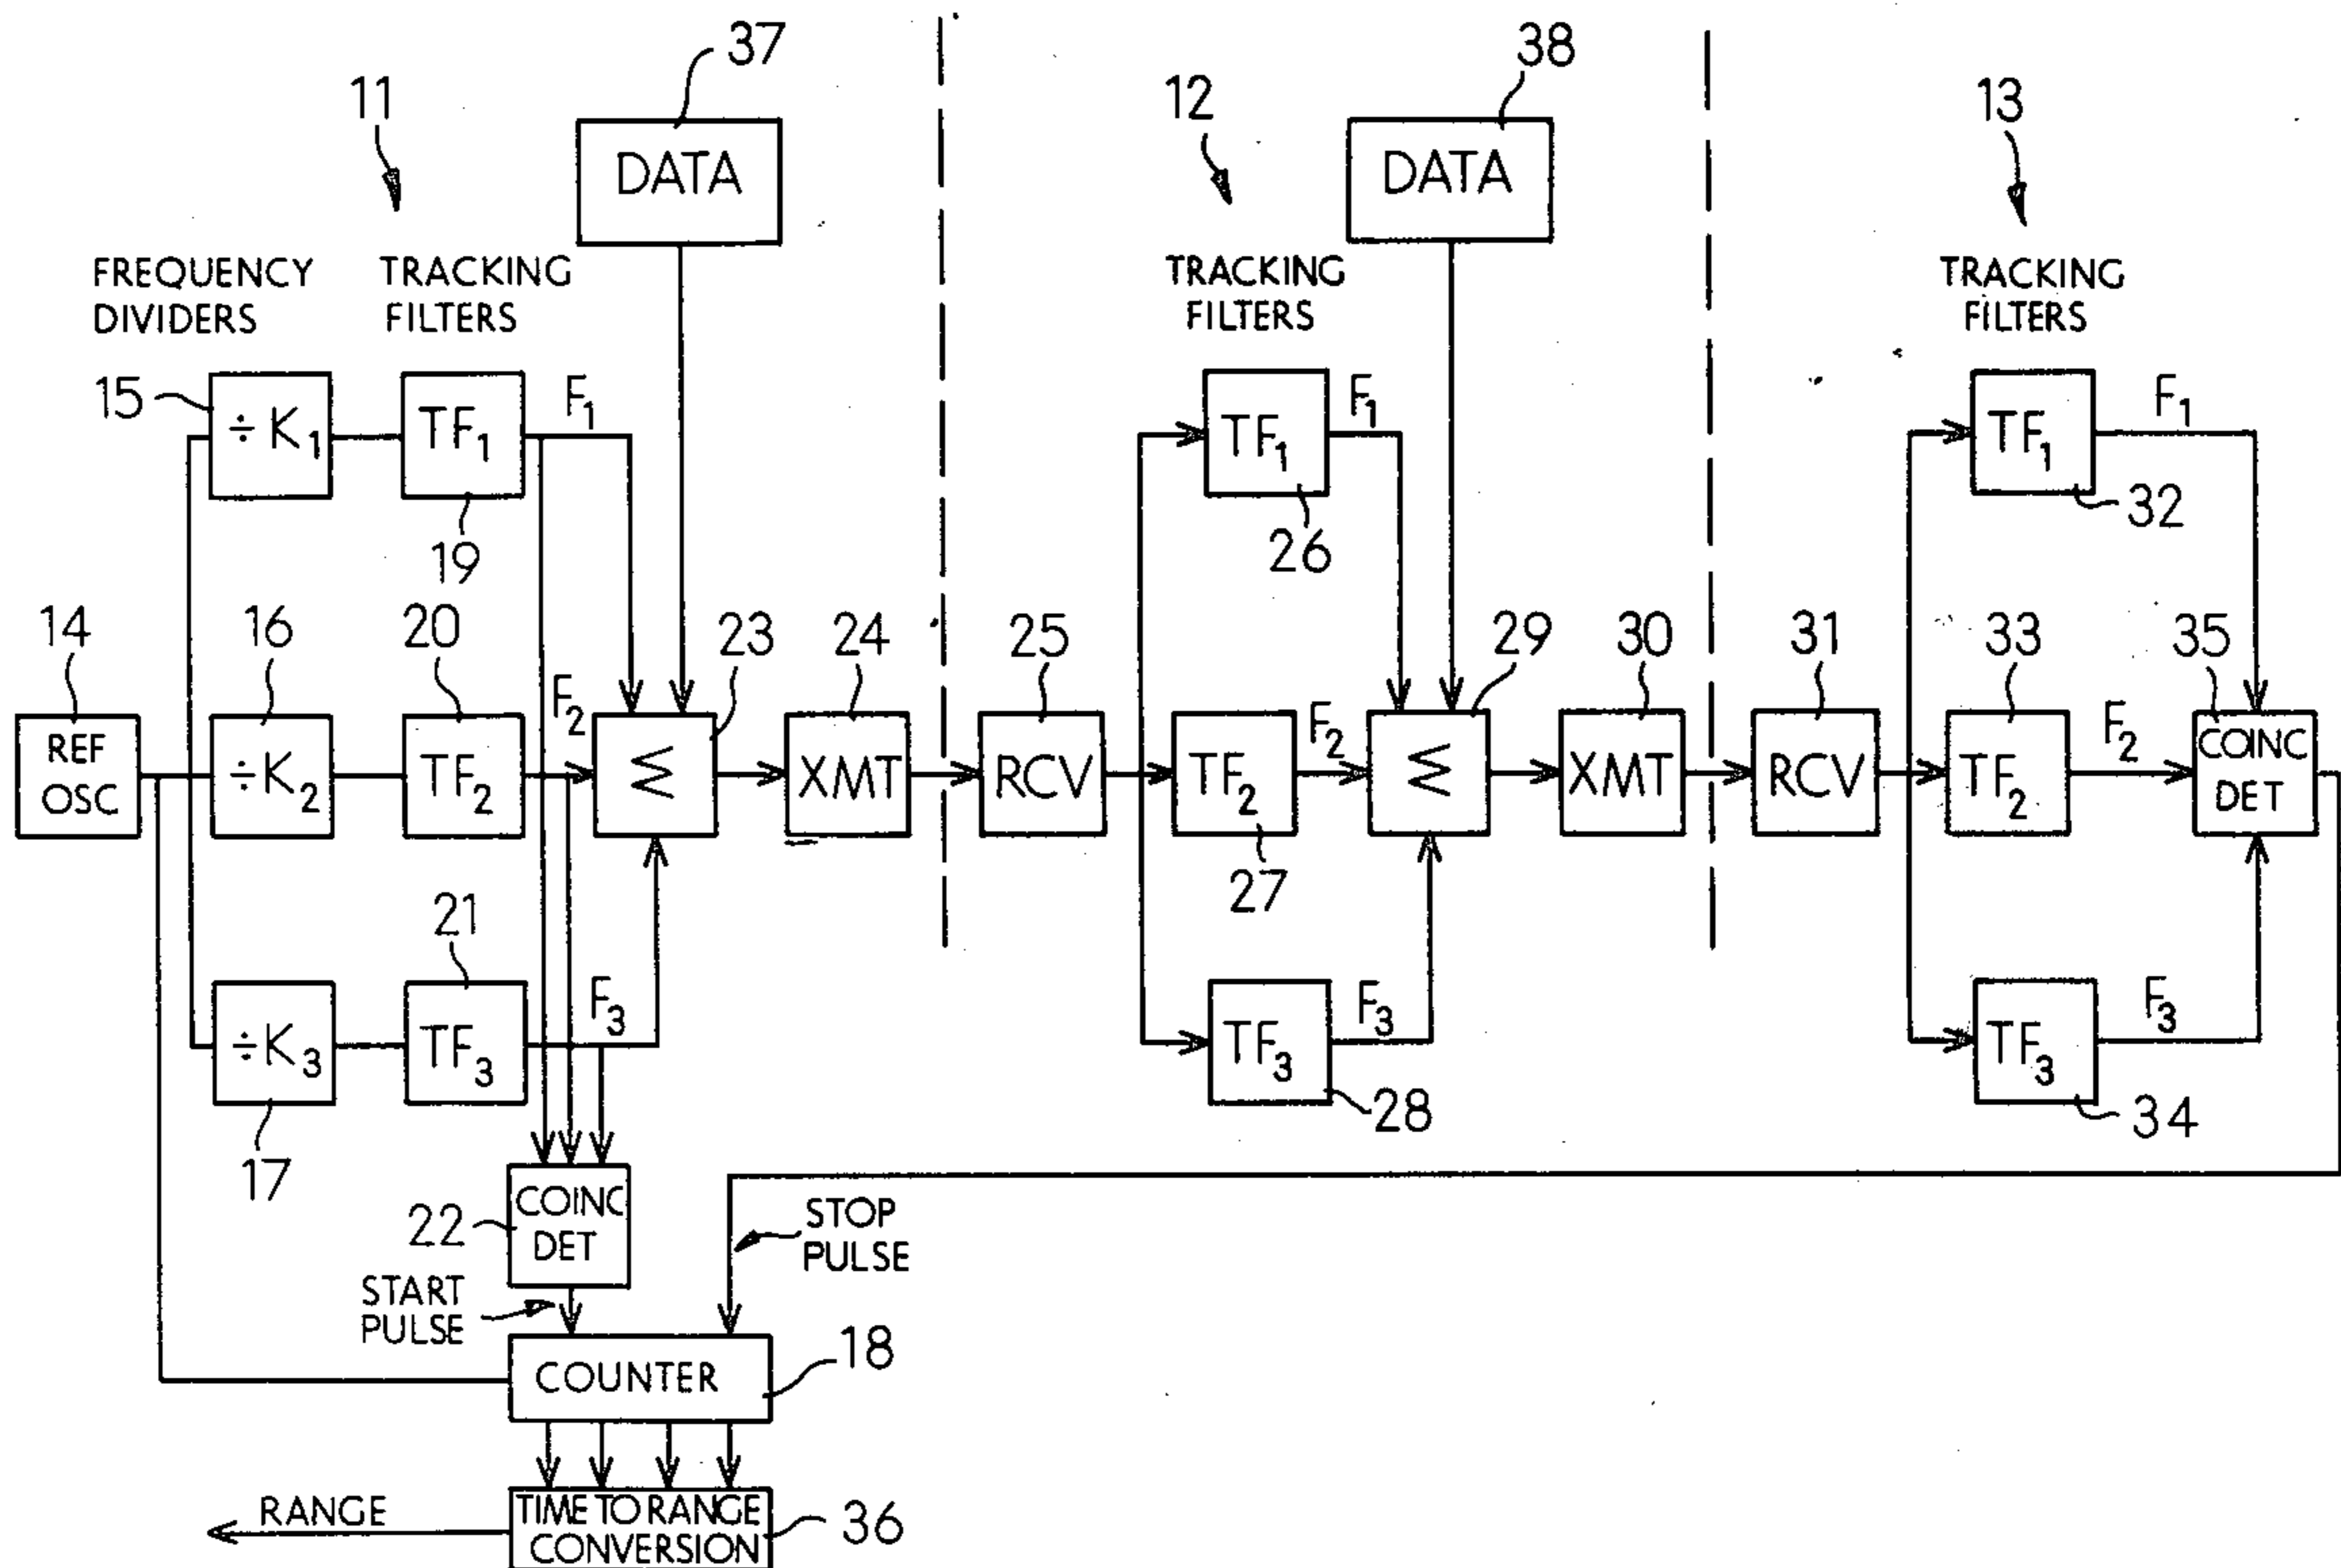 37
38
11
12
13
DATA
DATA
FREQUENCY
DIVIDERS
TRACKING
FILTERS
TRACKING
FILTERS
TRACKING
FILTERS
15
÷K1
TF1
F1
TF1
F1
TF1
F1
19
26
32
14
16
20
23
24
25
29
30
31
33
35
REF
OSC
÷K2
TF2
F2
Σ
XMT
RCV
TF2
F2
Σ
XMT
RCV
TF2
F2
COINC
DET
27
21
÷K3
TF3
F3
TF3
F3
TF3
F3
17
28
34
22
COINC
DET
START
PULSE
STOP
PULSE
COUNTER
18
RANGE
TIME TO RANGE
CONVERSION
36